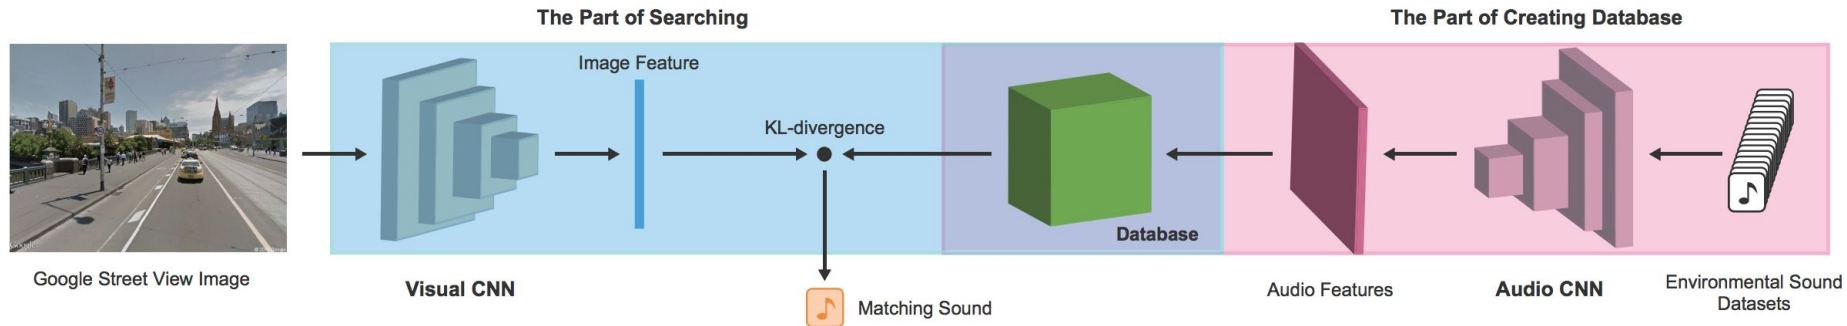 The Part of Searching
The Part of Creating Database
Image Feature
KL-divergence
Database
Google
Google Street View Image
Visual CNN
Matching Sound
Audio Features
Audio CNN
Environmental Sound
Datasets